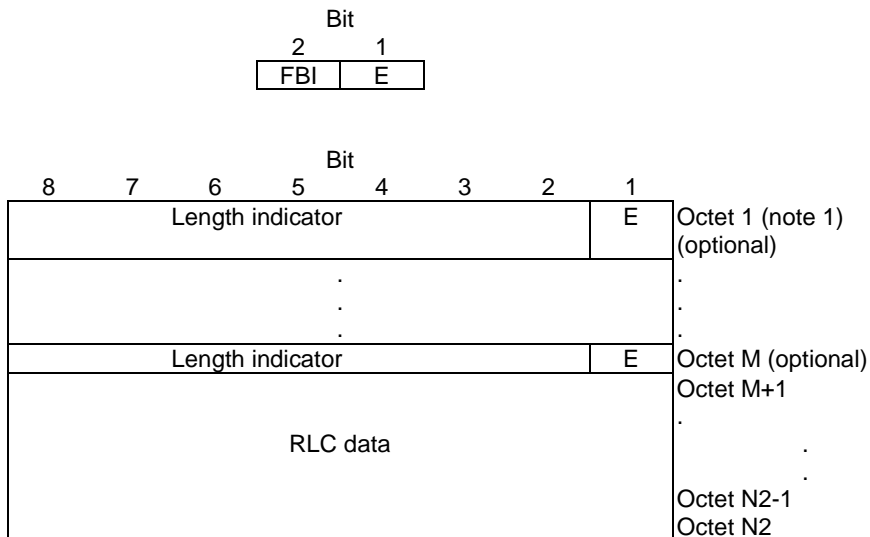 Bit
2 1
FBI E
Bit
8 7 6 5 4 3 2 1
Length indicator E Octet 1 (note 1)
(optional)
. .
. .
. .
Length indicator E Octet M (optional)
Octet M+1
.
RLC data .
.
Octet N2-1
Octet N2